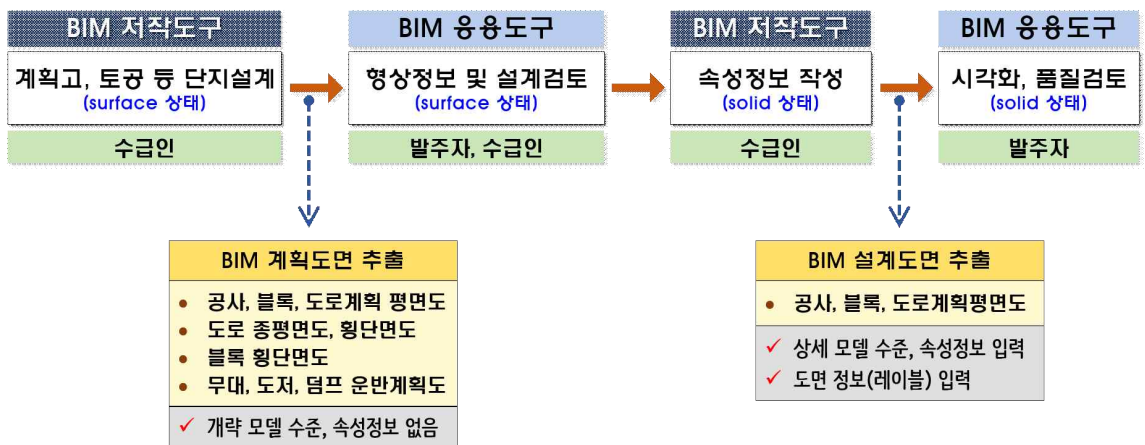 BIM 저작도구
계획고, 토공 등 단지설계
(surface 상태)
수급인
BIM 응용도구
형상정보 및 설계검토
(surface 상태)
발주자, 수급인
BIM 저작도구
속성정보 작성
(solid 상태)
수급인
BIM 응용도구
시각화, 품질검토
(solid 상태)
발주자
BIM 계획도면 추출
• 공사, 블록, 도로계획 평면도
• 도로 종평면도, 횡단면도
• 블록 횡단면도
• 무대, 도저, 덤프 운반계획도
✓ 개략 모델 수준, 속성정보 없음
BIM 설계도면 추출
• 공사, 블록, 도로계획평면도
✓ 상세 모델 수준, 속성정보 입력
✓ 도면 정보(레이블) 입력